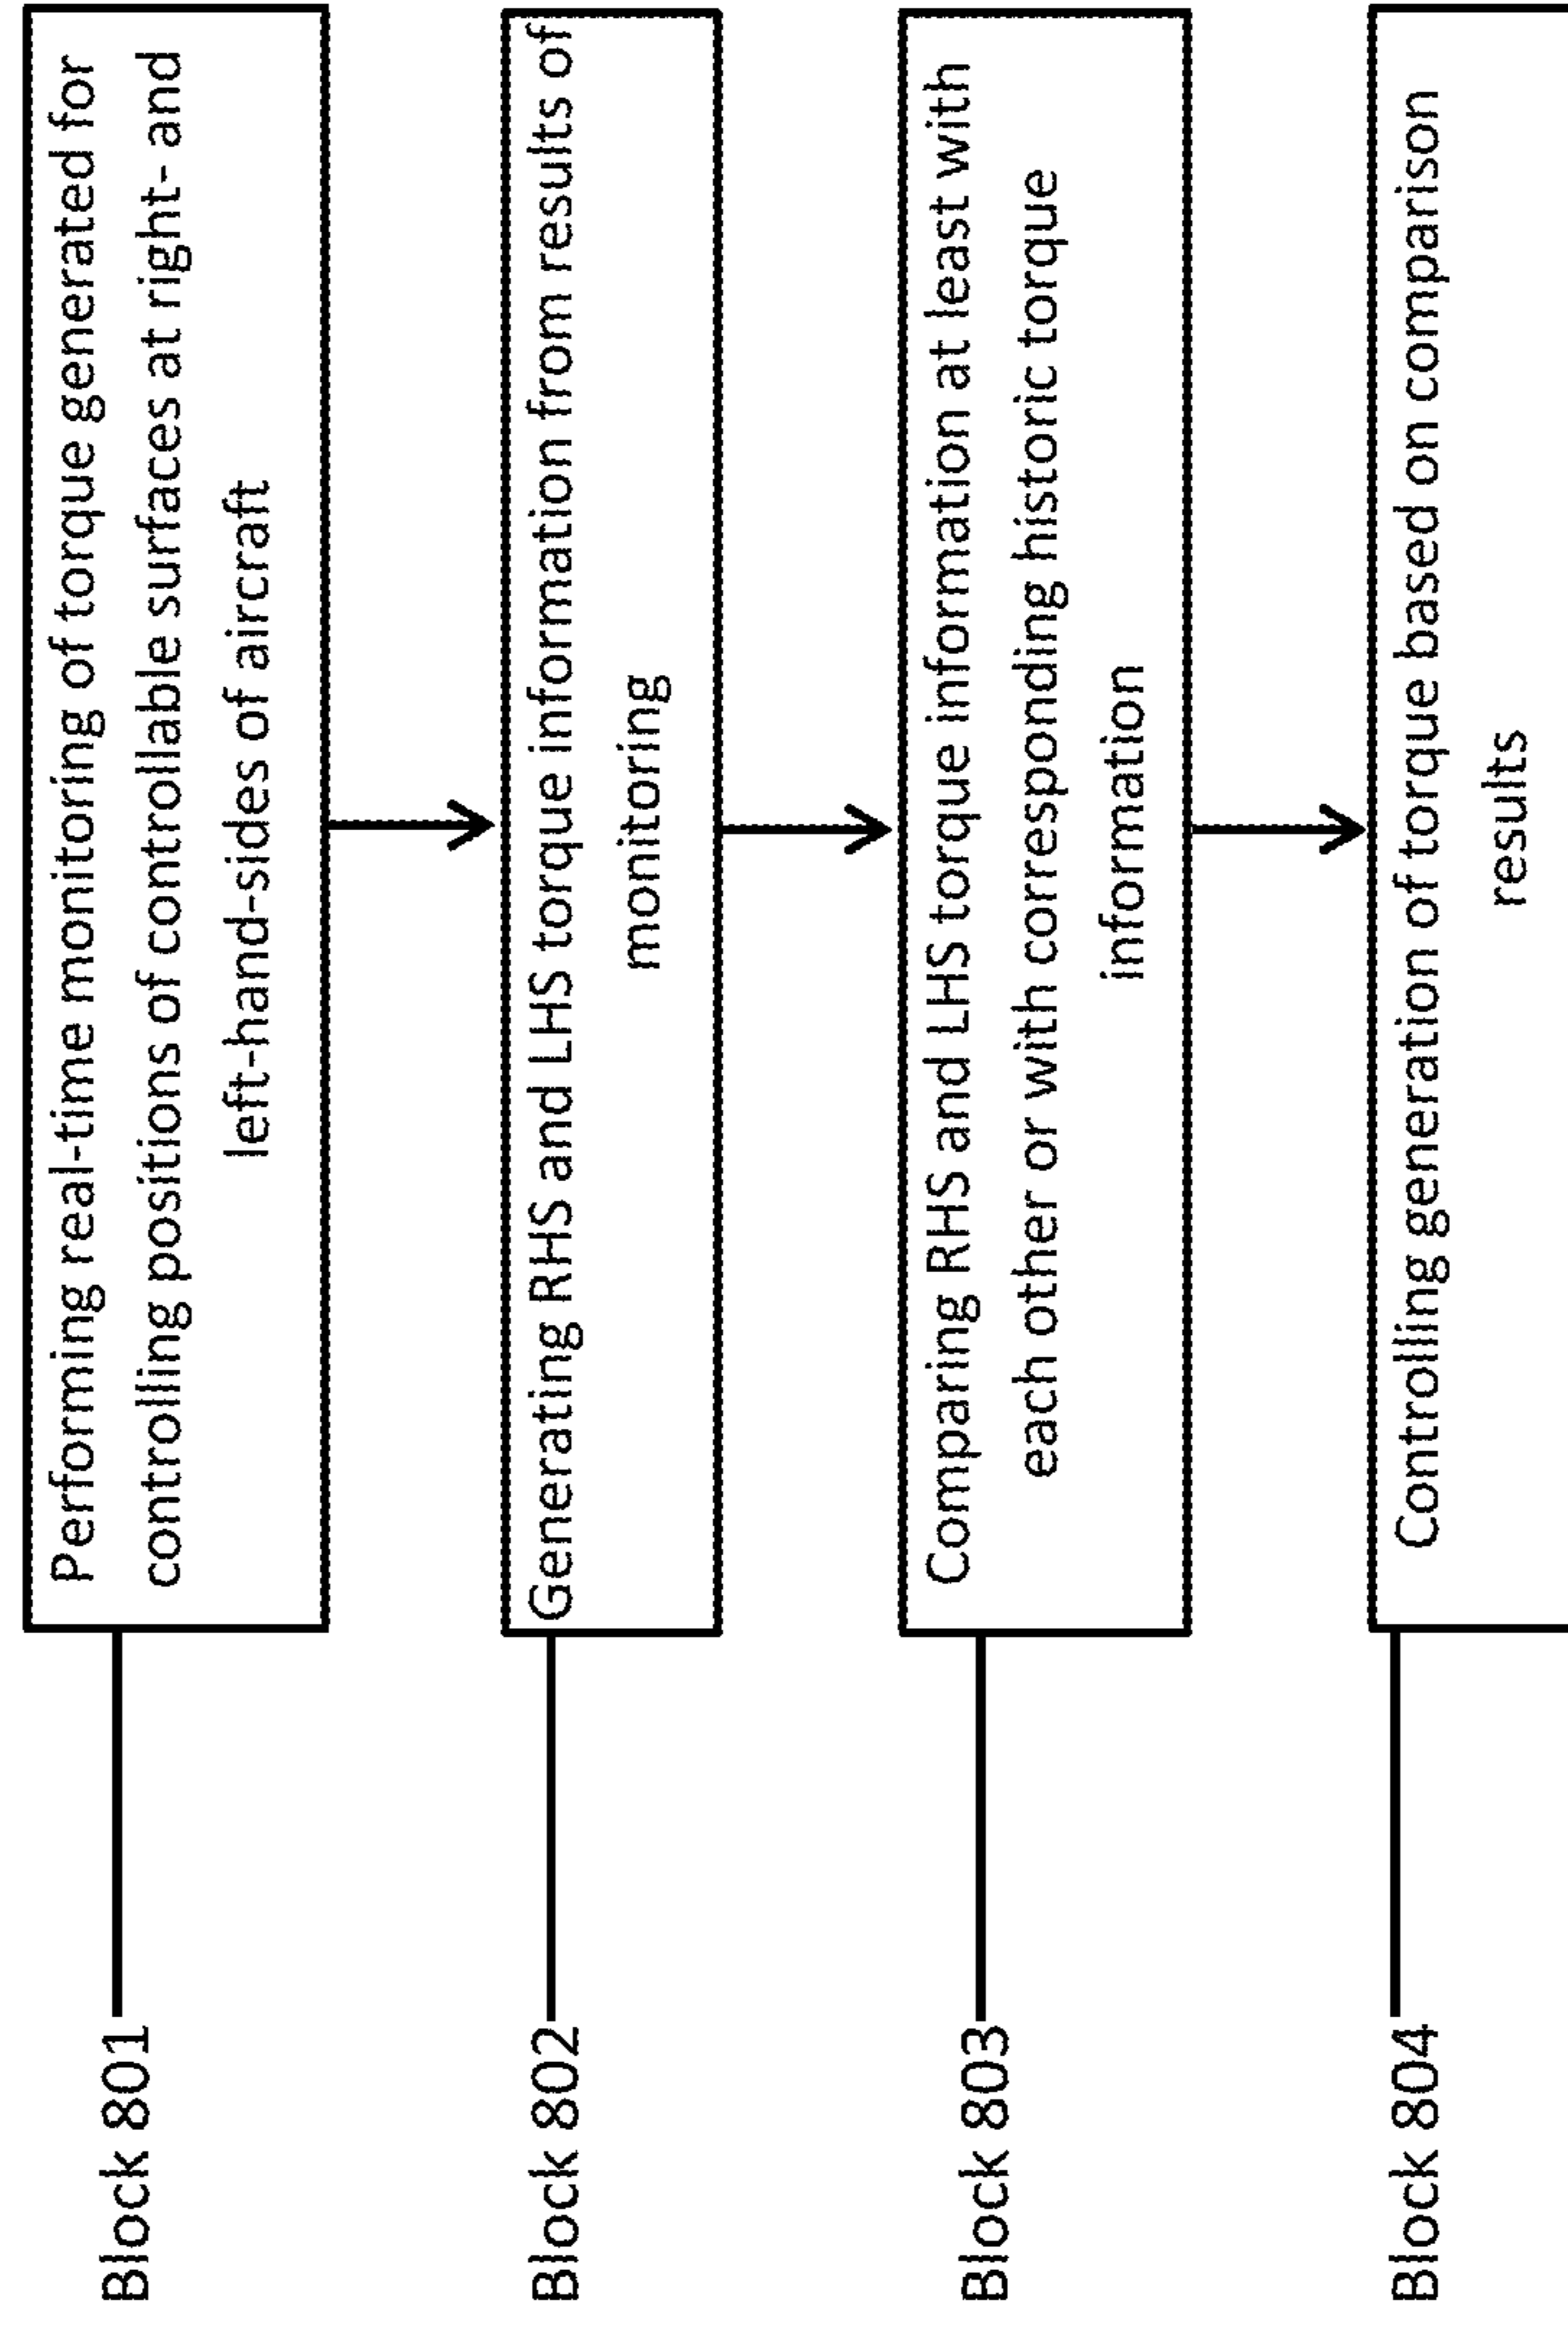 Block 801
Performing real-time monitoring of torque generated for
controlling positions of controllable surfaces at right- and
left-hand-sides of aircraft
Block 802
Generating RHS and LHS torque information from results of
monitoring
Block 803
Comparing RHS and LHS torque information at least with
each other or with corresponding historic torque
information
Block 804
Controlling generation of torque based on comparison
results